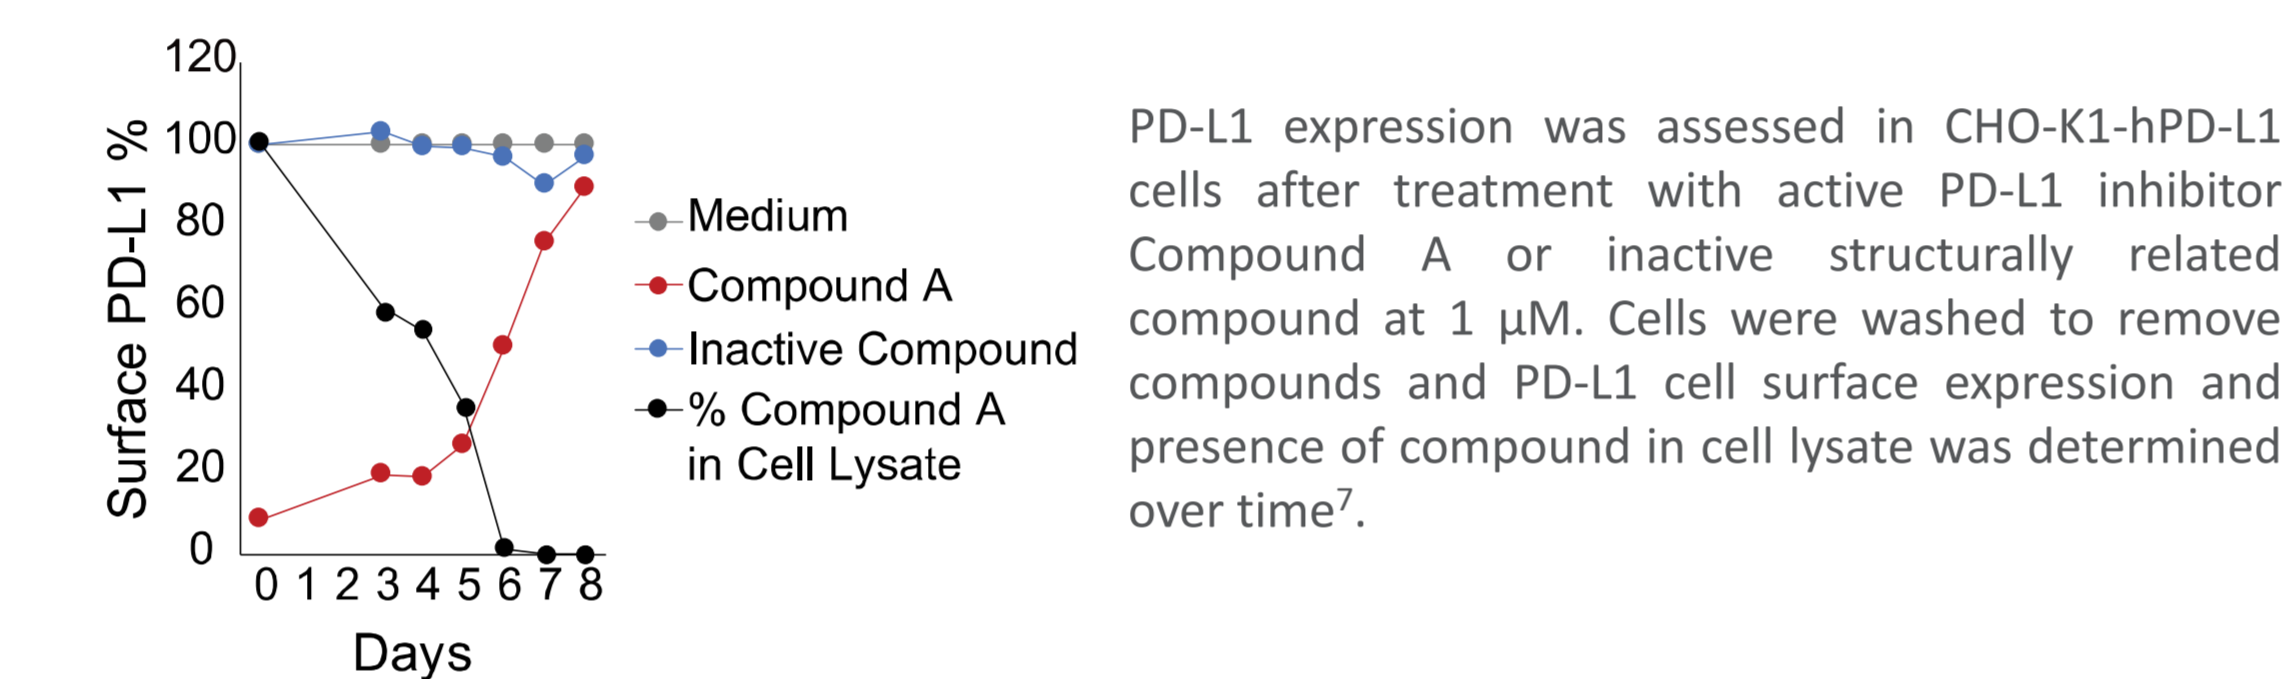 120
100
80
60
40
20
0
Surface PD-L1 %
0 1 2 3 4 5 6 7 8
Days
Medium
Compound A
Inactive Compound
% Compound A
in Cell Lysate
PD-L1 expression was assessed in CHO-K1-hPD-L1
cells after treatment with active PD-L1 inhibitor
Compound A or inactive structurally related
compound at 1 µM. Cells were washed to remove
compounds and PD-L1 cell surface expression and
presence of compound in cell lysate was determined
over time⁷.